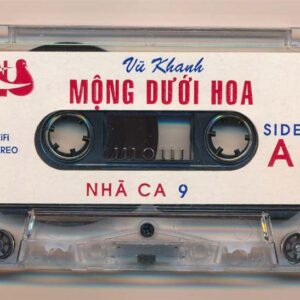 Vũ Khanh
MỘNG DƯỚI HOA
SIDE
A
NHÃ CA 9